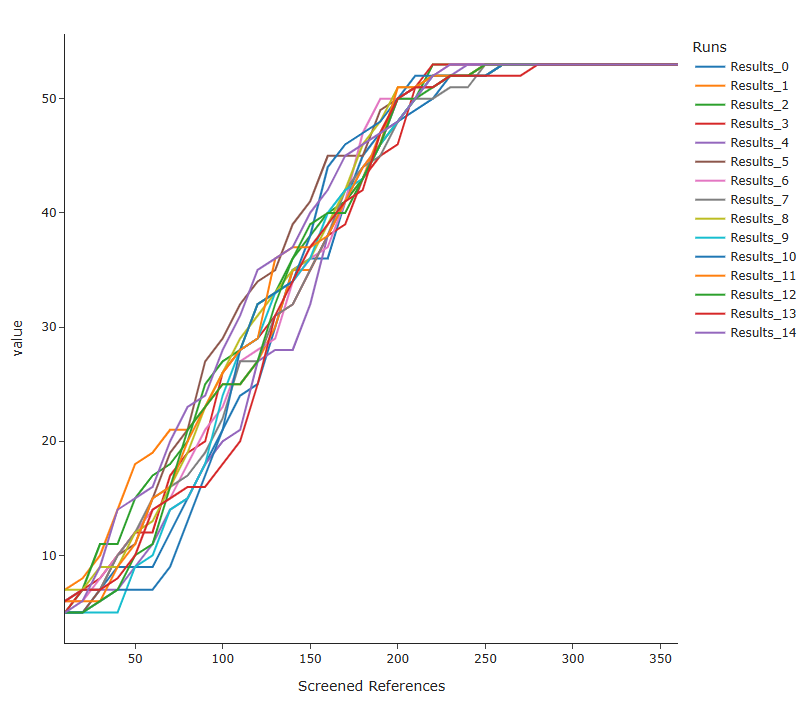 Runs
Results_0
Results_1
Results_2
Results_3
Results_4
Results_5
Results_6
Results_7
Results_8
Results_9
Results_10
Results_11
Results_12
Results_13
Results_14
value
50
40
30
20
10
50 100 150 200 250 300 350
Screened References